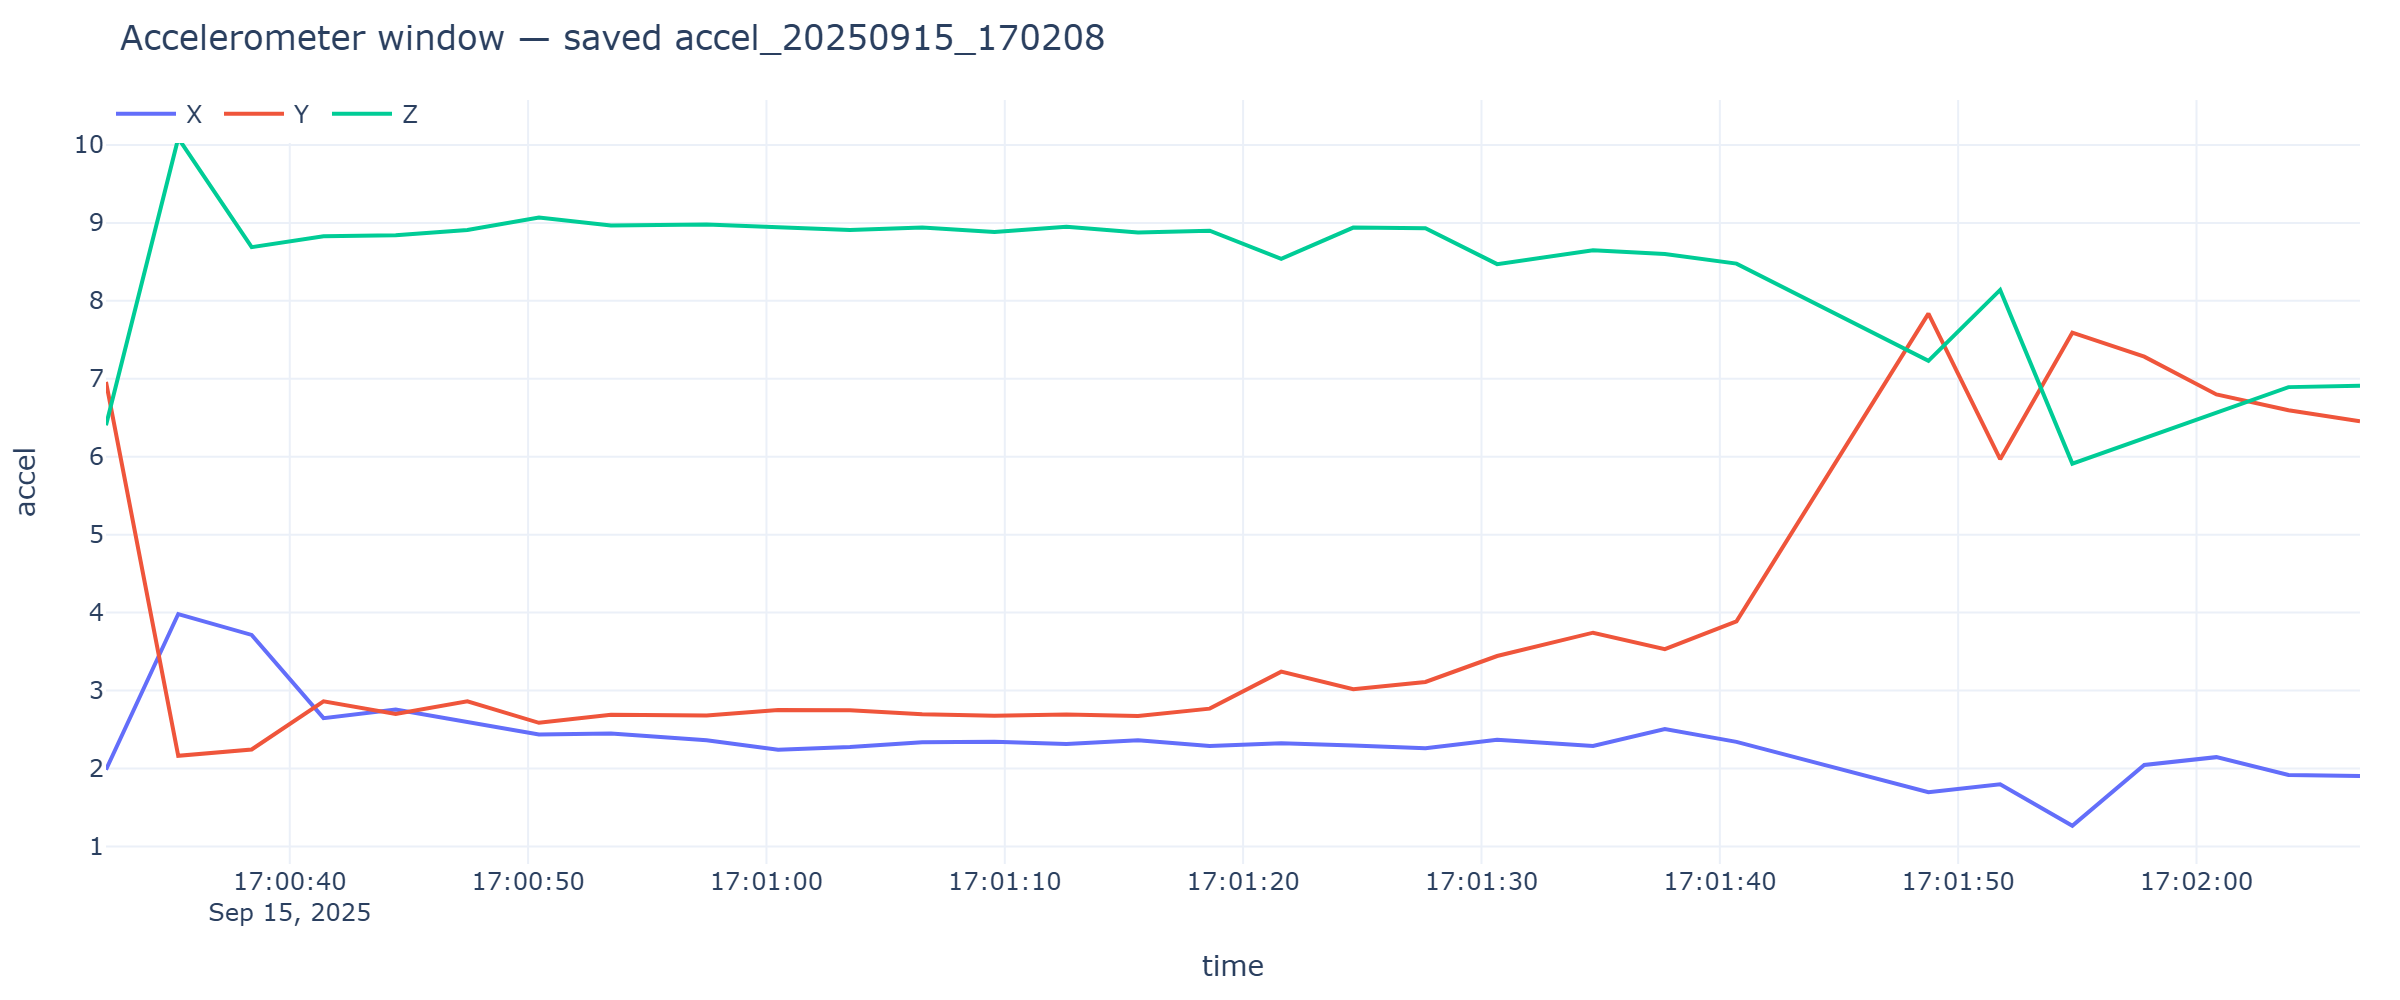 Accelerometer window — saved accel_20250915_170208
X Y Z
10
9
8
7
6
5
4
3
2
1
accel
17:00:40 17:00:50 17:01:00 17:01:10 17:01:20 17:01:30 17:01:40 17:01:50 17:02:00
Sep 15, 2025
time